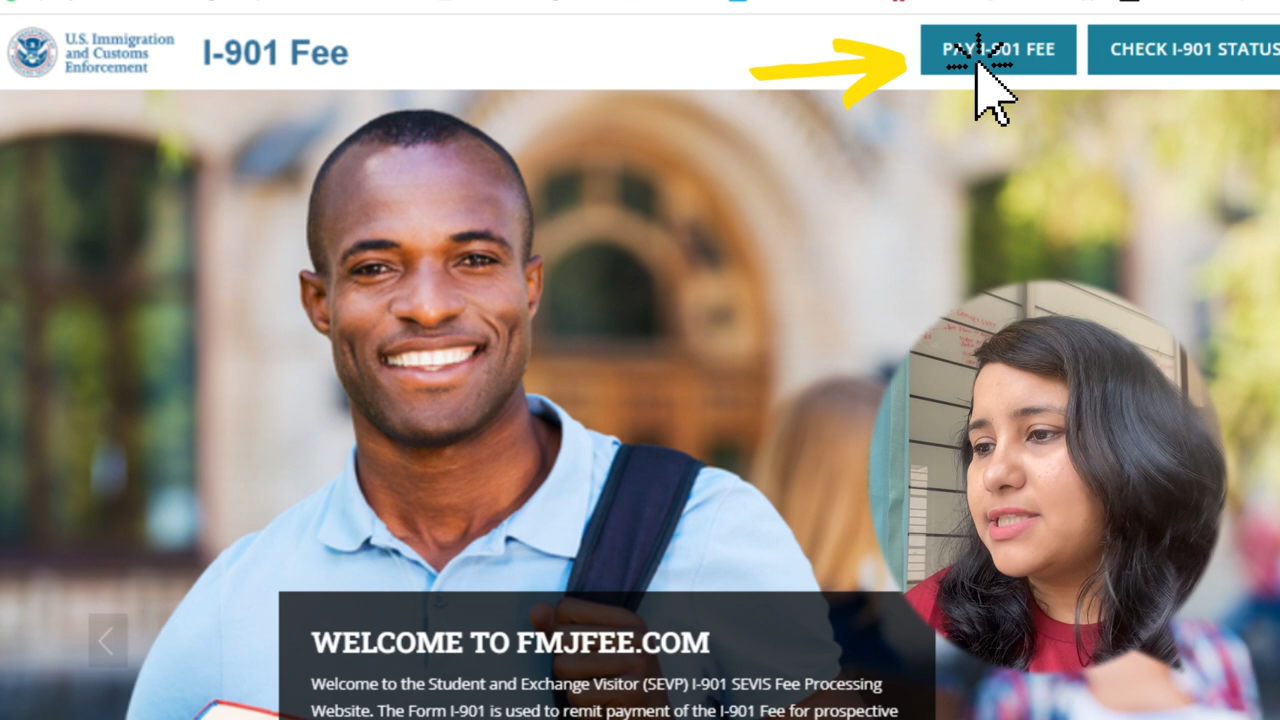 U.S. Immigration
and Customs
Enforcement
I-901 Fee
PAY I-901 FEE
CHECK I-901 STATUS
WELCOME TO FMJFEE.COM
Welcome to the Student and Exchange Visitor (SEVP) I-901 SEVIS Fee Processing
Website. The Form I-901 is used to remit payment of the I-901 Fee for prospective